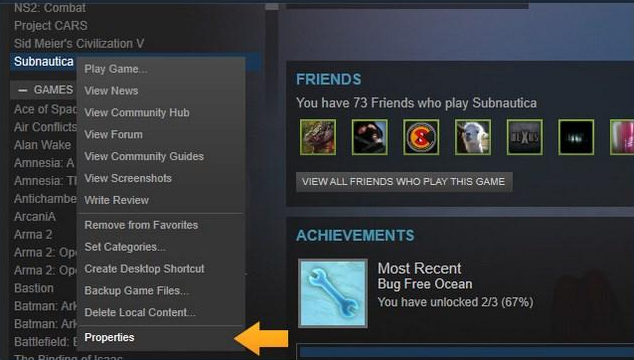 NS2: Combat
Project CARS
Sid Meier's Civilization V
Subnautica
– GAMES
Ace of Spac
Air Conflicts
Alan Wake
Amnesia: A
Amnesia: Th
Antichambe
ArcaniA
Arma 2
Arma 2: Ope
Arma 2: Ope
Bastion
Batman: Ark
Batman: Ark
Battlefield: B
The Binding of Isaac
Play Game...
View News
View Community Hub
View Forum
View Community Guides
View Screenshots
Write Review
Remove from Favorites
Set Categories...
Create Desktop Shortcut
Backup Game Files...
Delete Local Content...
Properties
FRIENDS
You have 73 Friends who play Subnautica
VIEW ALL FRIENDS WHO PLAY THIS GAME
ACHIEVEMENTS
Most Recent
Bug Free Ocean
You have unlocked 2/3 (67%)